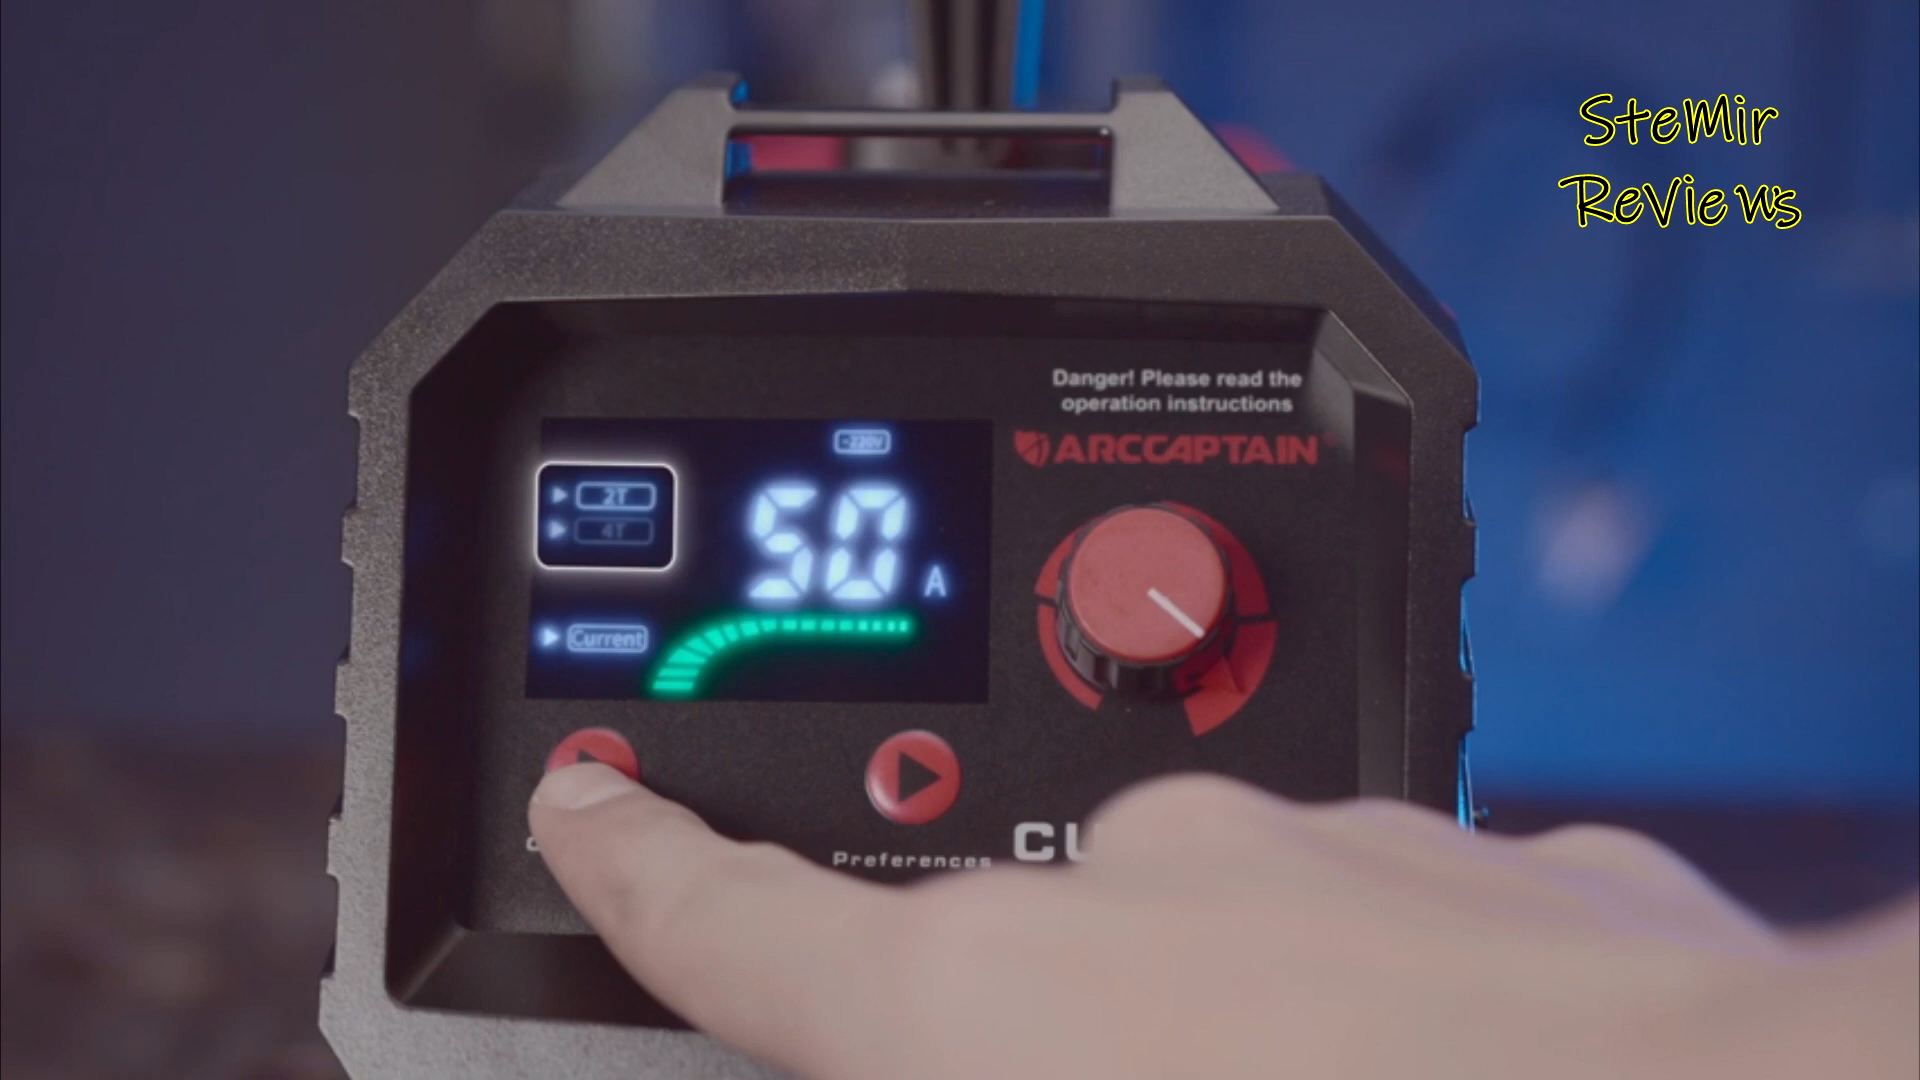 SteMir
Reviews
Danger! Please read the
operation instructions
ARCCAPTAIN
~220V
2T
4T
50
A
Current
Preferences